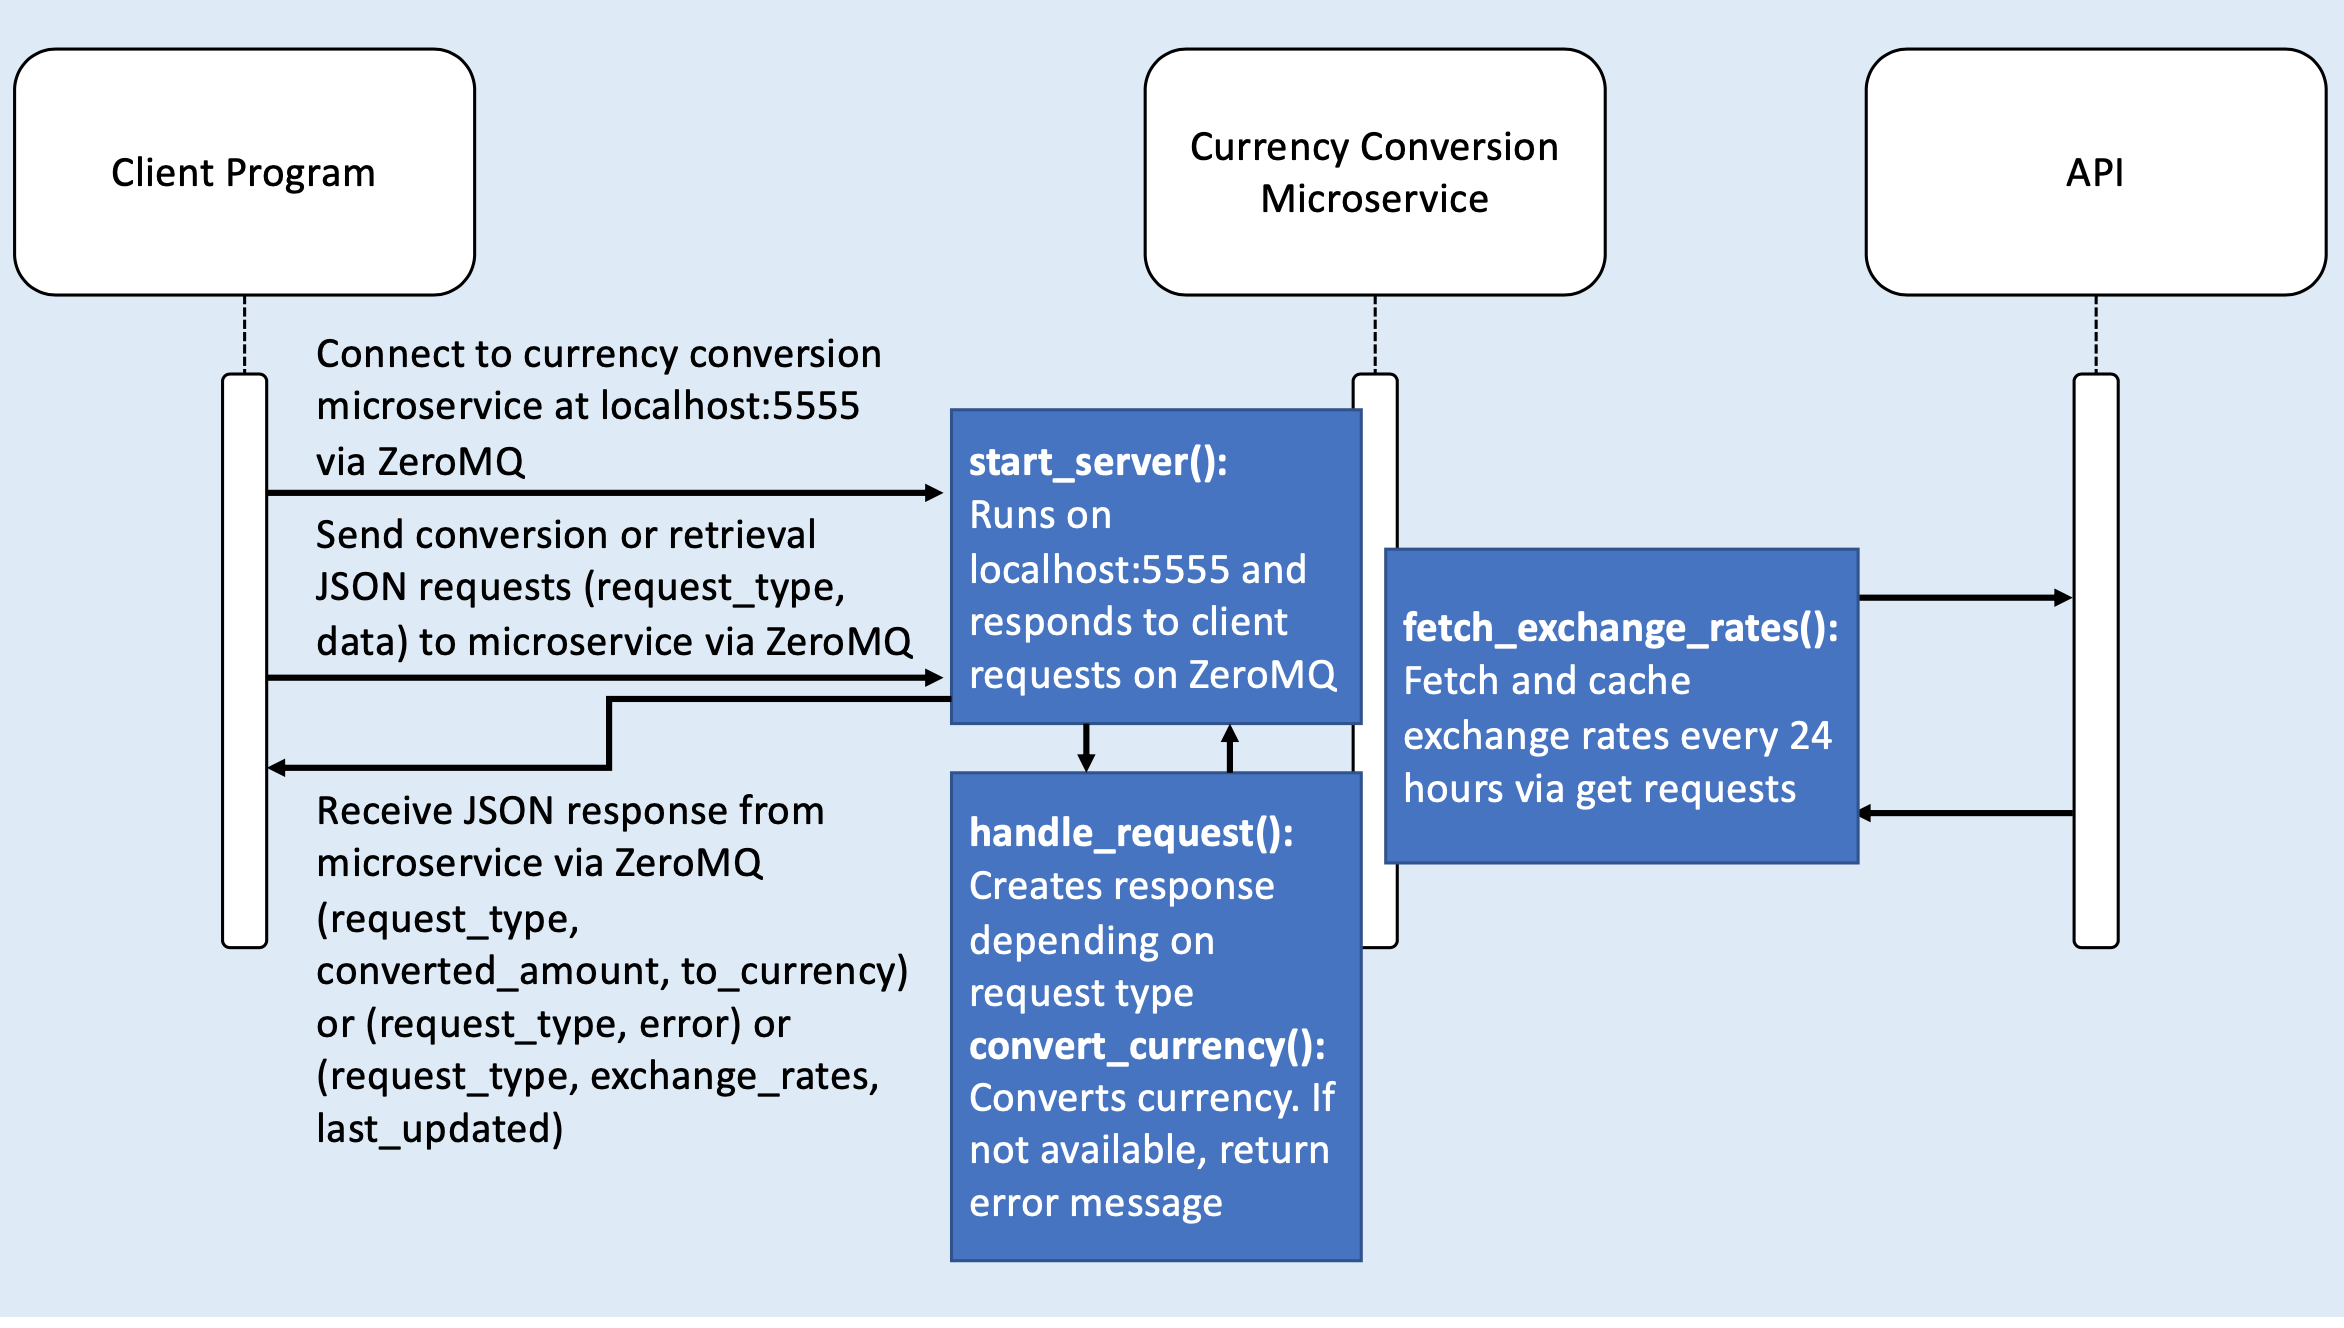 Client Program
Currency Conversion
Microservice
API
Connect to currency conversion
microservice at localhost:5555
via ZeroMQ
Send conversion or retrieval
JSON requests (request_type,
data) to microservice via ZeroMQ
Receive JSON response from
microservice via ZeroMQ
(request_type,
converted_amount, to_currency)
or (request_type, error) or
(request_type, exchange_rates,
last_updated)
start_server():
Runs on
localhost:5555 and
responds to client
requests on ZeroMQ
handle_request():
Creates response
depending on
request type
convert_currency():
Converts currency. If
not available, return
error message
fetch_exchange_rates():
Fetch and cache
exchange rates every 24
hours via get requests